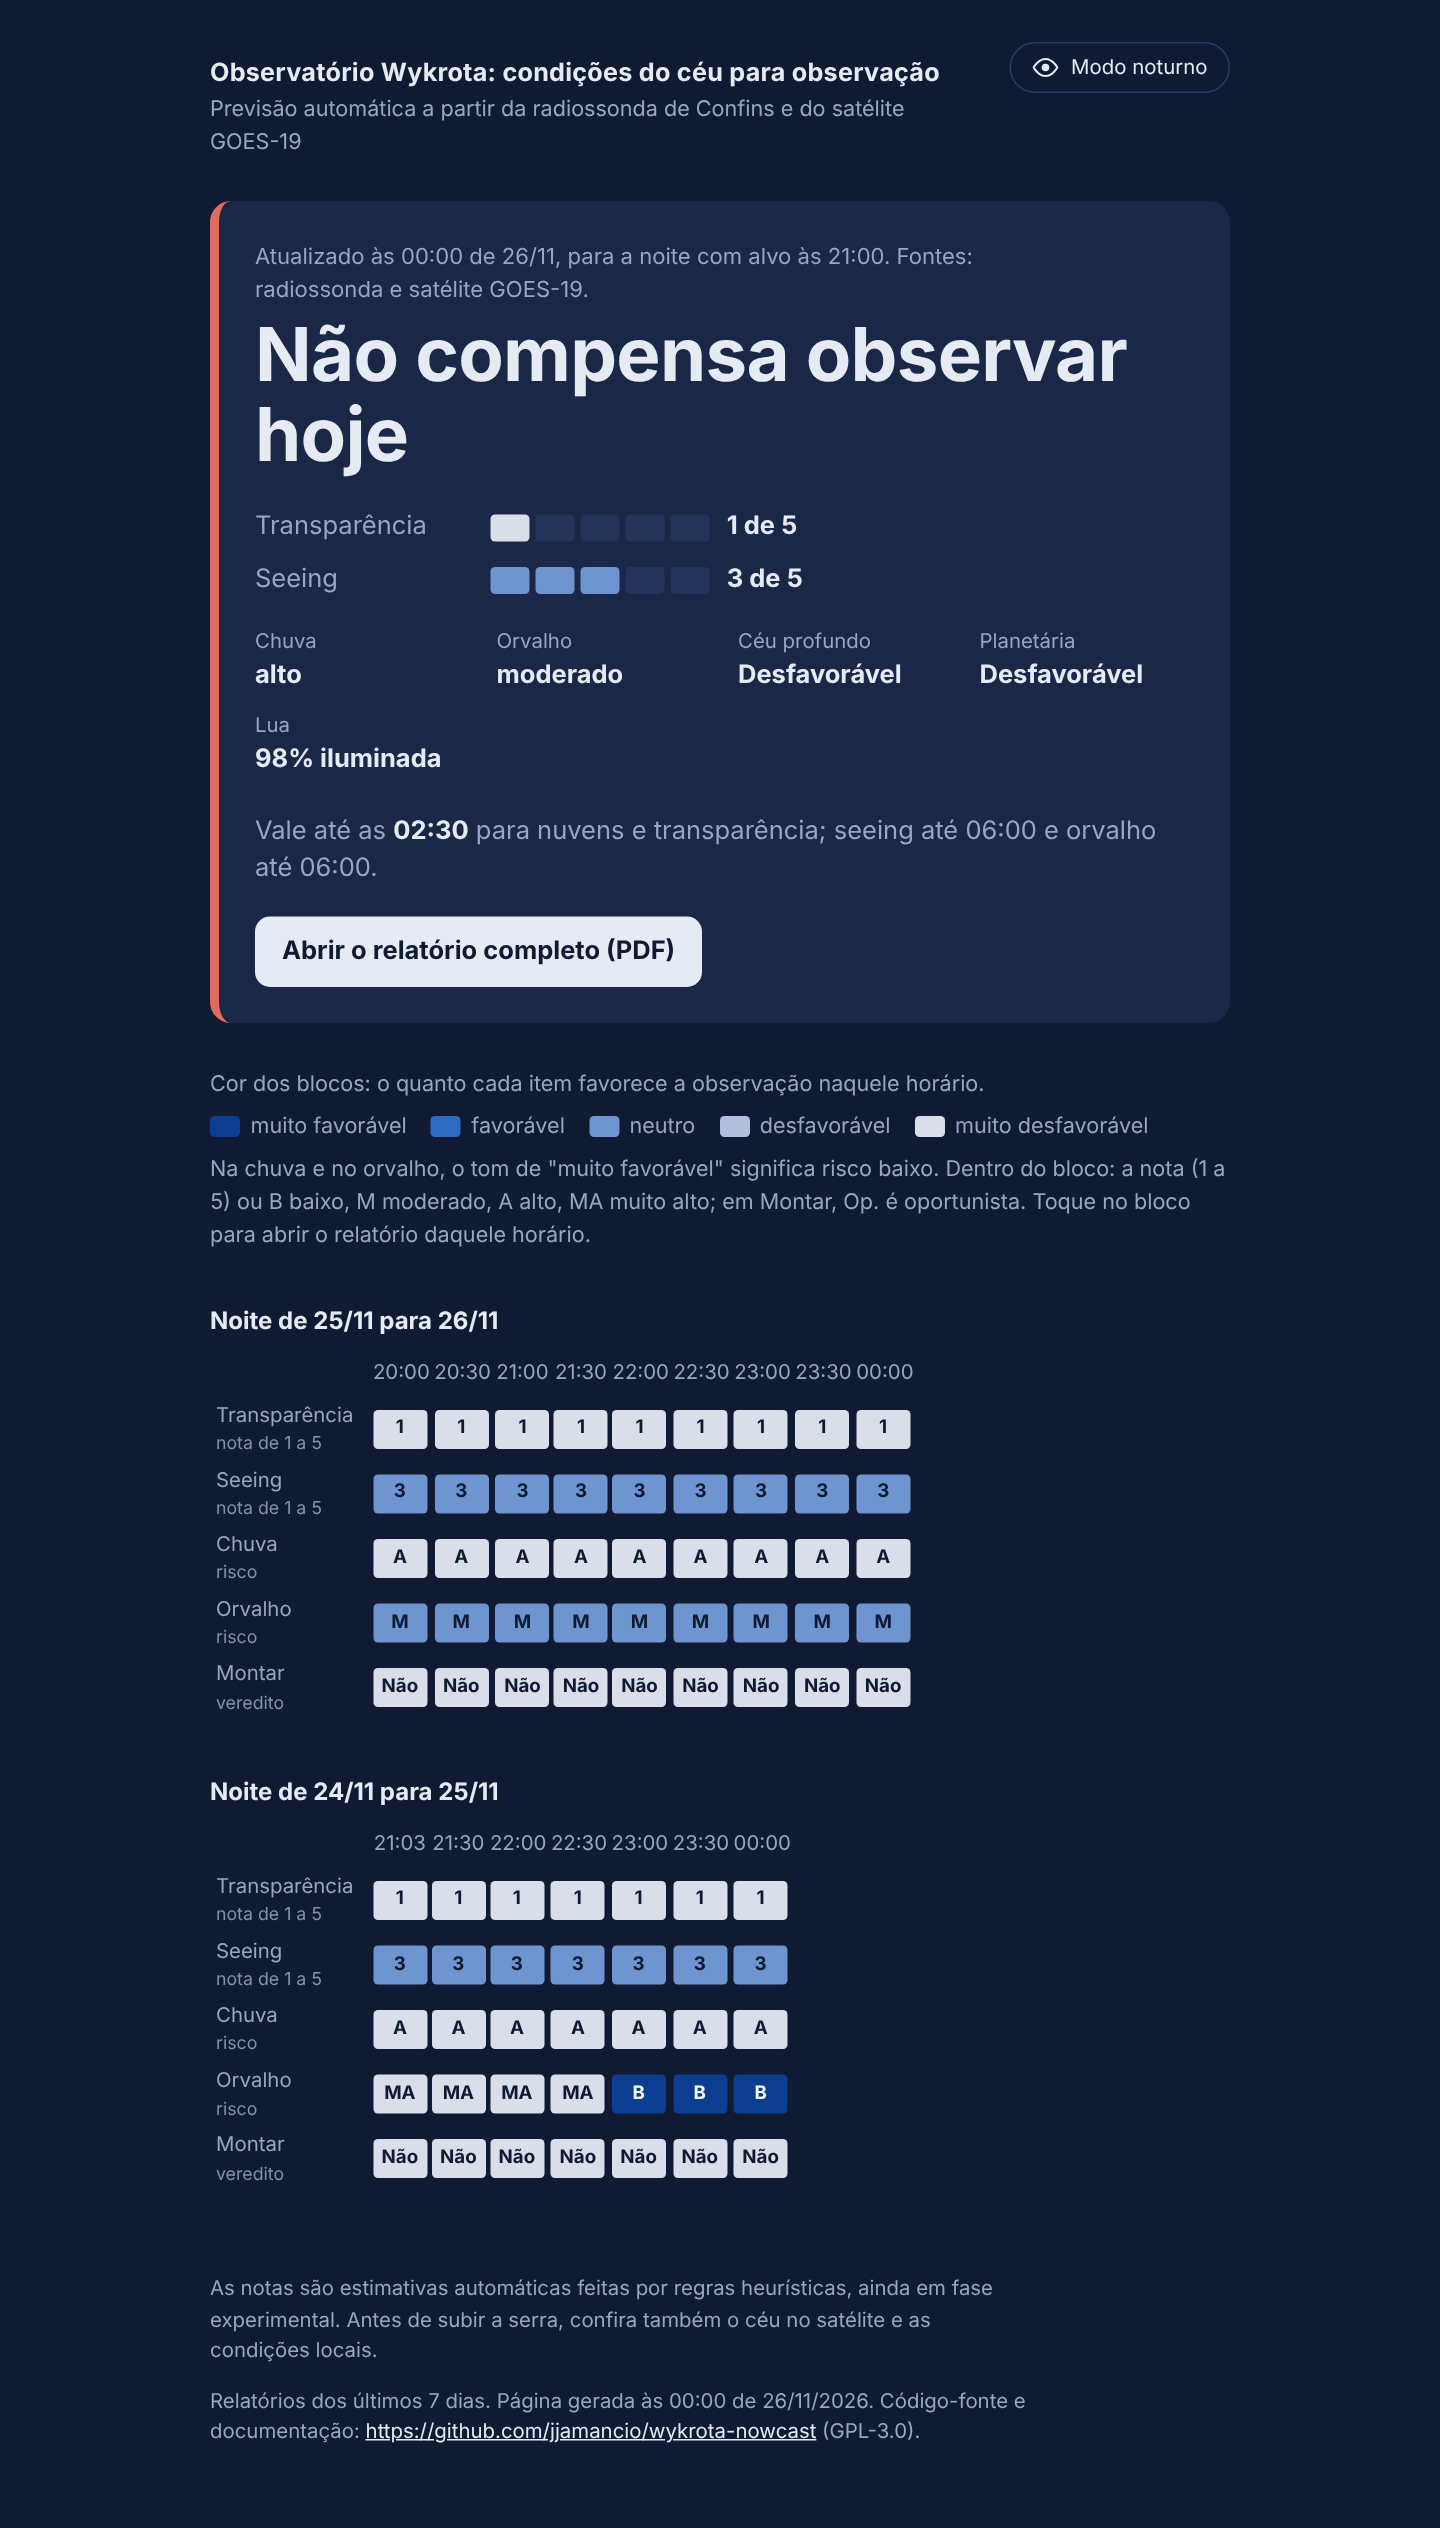 Observatório Wykrota: condições do céu para observação
Modo noturno
Previsão automática a partir da radiossonda de Confins e do satélite
GOES-19
Atualizado às 00:00 de 26/11, para a noite com alvo às 21:00. Fontes:
radiossonda e satélite GOES-19.
Não compensa observar
hoje
Transparência 1 de 5
Seeing 3 de 5
Chuva Orvalho Céu profundo Planetária
alto moderado Desfavorável Desfavorável
Lua
98% iluminada
Vale até as 02:30 para nuvens e transparência; seeing até 06:00 e orvalho
até 06:00.
Abrir o relatório completo (PDF)
Cor dos blocos: o quanto cada item favorece a observação naquele horário.
muito favorável favorável neutro desfavorável muito desfavorável
Na chuva e no orvalho, o tom de "muito favorável" significa risco baixo. Dentro do bloco: a nota (1 a
5) ou B baixo, M moderado, A alto, MA muito alto; em Montar, Op. é oportunista. Toque no bloco
para abrir o relatório daquele horário.
Noite de 25/11 para 26/11
20:00 20:30 21:00 21:30 22:00 22:30 23:00 23:30 00:00
Transparência 1 1 1 1 1 1 1 1 1
nota de 1 a 5
Seeing 3 3 3 3 3 3 3 3 3
nota de 1 a 5
Chuva A A A A A A A A A
risco
Orvalho M M M M M M M M M
risco
Montar Não Não Não Não Não Não Não Não Não
veredito
Noite de 24/11 para 25/11
21:03 21:30 22:00 22:30 23:00 23:30 00:00
Transparência 1 1 1 1 1 1 1
nota de 1 a 5
Seeing 3 3 3 3 3 3 3
nota de 1 a 5
Chuva A A A A A A A
risco
Orvalho MA MA MA MA B B B
risco
Montar Não Não Não Não Não Não Não
veredito
As notas são estimativas automáticas feitas por regras heurísticas, ainda em fase
experimental. Antes de subir a serra, confira também o céu no satélite e as
condições locais.
Relatórios dos últimos 7 dias. Página gerada às 00:00 de 26/11/2026. Código-fonte e
documentação: https://github.com/jjamancio/wykrota-nowcast (GPL-3.0).